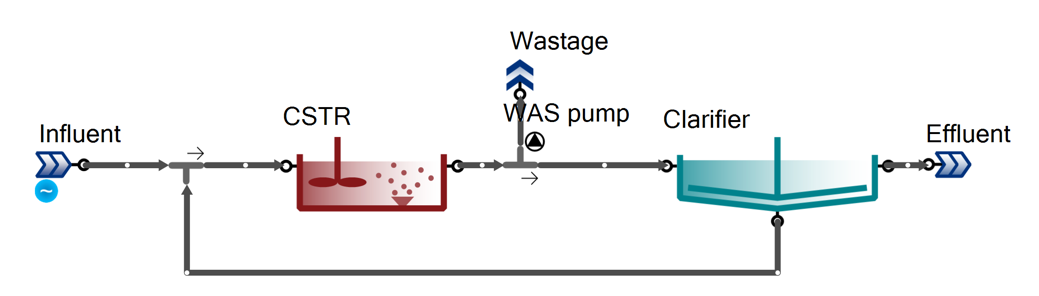 Wastage
WAS pump
CSTR
Clarifier
Influent
Effluent